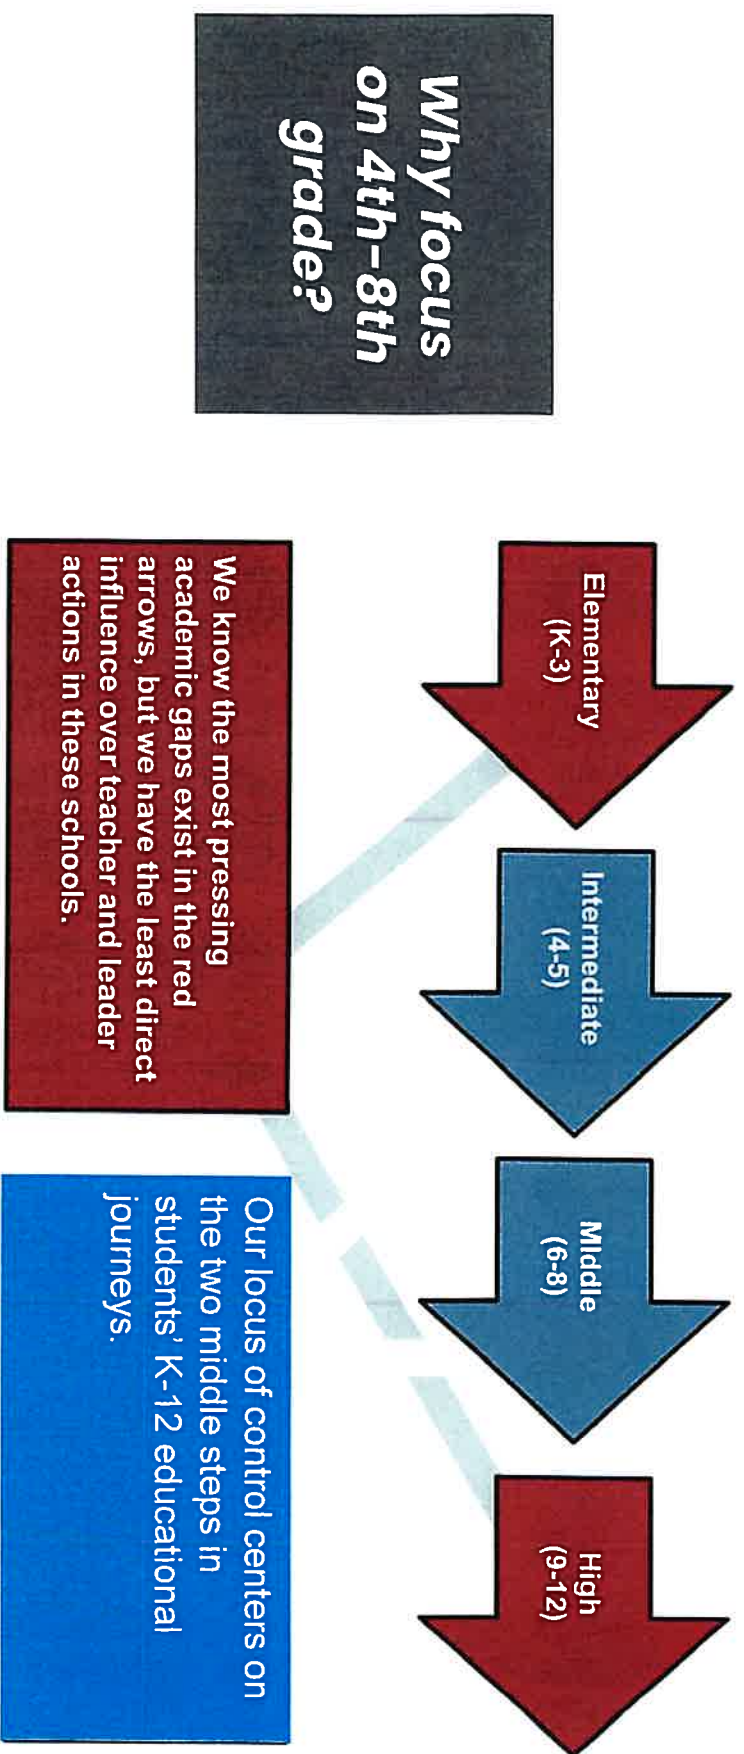 Why focus
on 4th-8th
grade?
Elementary
(K-3)
Intermediate
(4-5)
Middle
(6-8)
High
(9-12)
We know the most pressing
academic gaps exist in the red
arrows, but we have the least direct
influence over teacher and leader
actions in these schools.
Our locus of control centers on
the two middle steps in
students' K-12 educational
journeys.